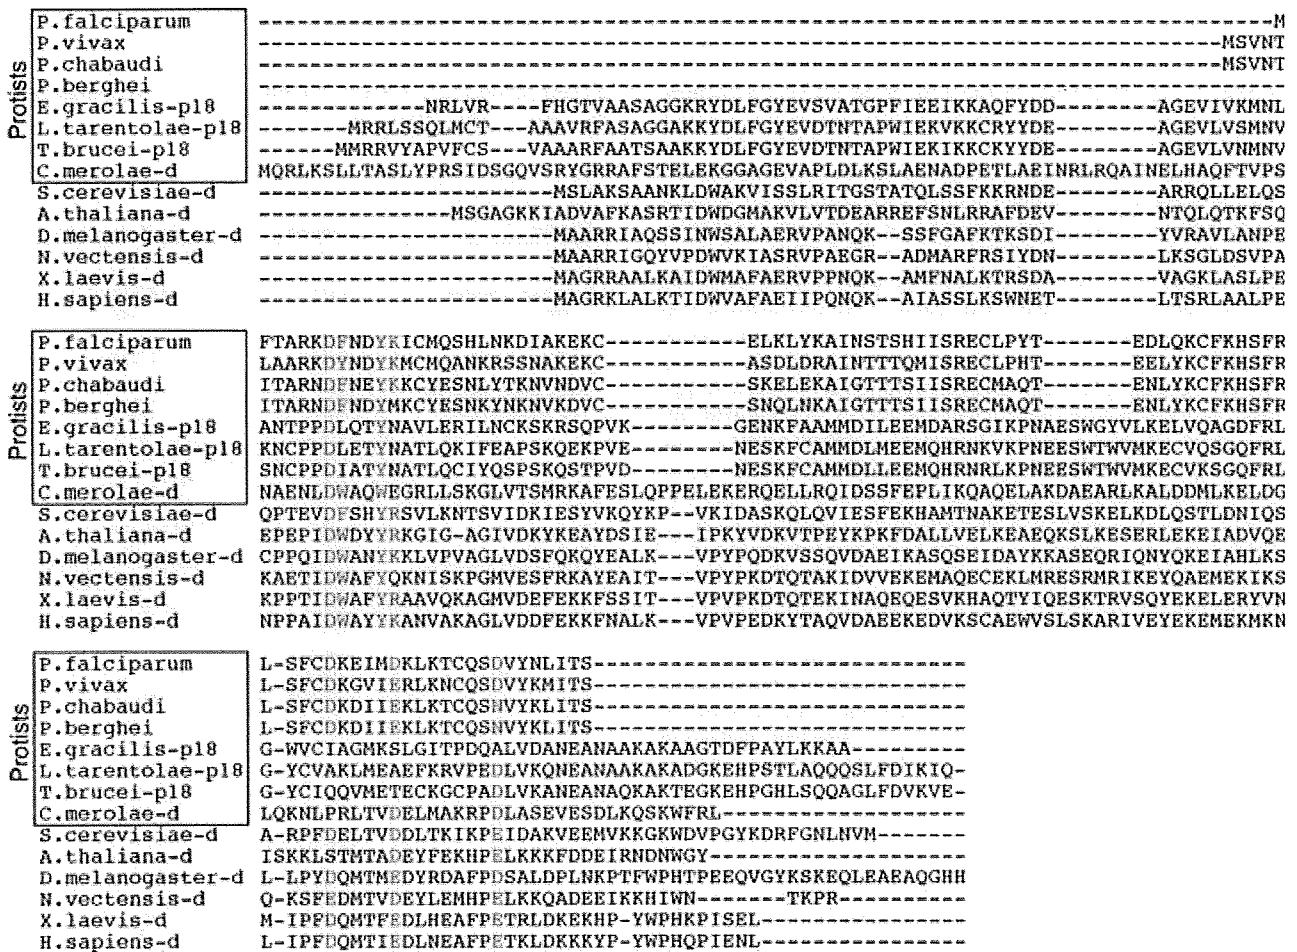 Protists
P.falciparum --------------------------------------------------------------------------------------M
P.vivax ----------------------------------------------------------------------------------MSVNT
P.chabaudi ----------------------------------------------------------------------------------MSVNT
P.berghei ---------------------------------------------------------------------------------------
E.gracilis-p18 --------------NRLVR----FHGTVAASAGGKRYDLFGYEVSVATGPFIEEIKKAQFYDD---------AGEVIVKMNL
L.tarentolae-p18 -------MRRLSSQLMCT---AAAVRFASAGGAKKYDLFGYEVDTNTAPWIEKVKKCRYYDE---------AGEVLVSMNV
T.brucei-p18 ------MMRRVYAPVFCS---VAAARFAATSAAKKYDLFGYEVDTNTAPWIEKIKKCKYYDE---------AGEVLVNMNV
C.merolae-d MQRLKSLLTASLYPRSIDSGQVSRYGRRAFSTELEKGGAGEVAPLDLKSLAENADPETLAEINRLRQAINELHAQFTVPS
S.cerevisiae-d -------------------------MSLAKSAANKLDWAKVISSLRITGSTATQLSSFKKRNDE--------ARRQLLELQS
A.thaliana-d ----------------MSGAGKKIADVAFKASRTIDWDGMAKVLVTDEARREFSNLRRAFDEV---------NTQLQTKFSQ
D.melanogaster-d ------------------------MAARRIAQSSINWSALAERVPANQK--SSFGAFKTKSDI--------YVRAVLANPE
N.vectensis-d ------------------------MAARRIGQYVPDWVKIASRVPAEGR--ADMARFRSIYDN--------LKSGLDSVPA
X.laevis-d ------------------------MAGRRAALKAIDWMAFAERVPPNQK--AMFNALKTRSDA--------VAGKLASLPE
H.sapiens-d ------------------------MAGRKLALKTIDWVAFAEIIPQNQK--AIASSLKSWNET--------LTSRLAALPE
Protists
P.falciparum FTARKDFNDYKICMQSHLNKDIAKEKC-----------ELKLYKAINSTSHIISRECLPYT-------EDLQKCFKHSFR
P.vivax LAARKDYNDYKMCMQANKRSSNAKEKC-----------ASDLDRAINTTTQMISRECLPHT-------EELYKCFKHSFR
P.chabaudi ITARNDFNEYKKCYESNLYTKNVNDVC-----------SKELEKAIGTTTSIISRECMAQT-------ENLYKCFKHSFR
P.berghei ITARNDFNDYMKCYESNKYNKNVKDVC-----------SNQLNKAIGTTTSIISRECMAQT-------ENLYKCFKHSFR
E.gracilis-p18 ANTPPDLQTYNAVLERILNCKSKRSQPVK---------GENKFAAMMDILEEMDARSGIKPNAESWGYVLKELVQAGDFRL
L.tarentolae-p18 KNCPPDLETYNATLQKIFEAPSKQEKPVE---------NESKFCAMMDLMEEMQHRNKVKPNEESWTWVMKECVQSGQFRL
T.brucei-p18 SNCPPDIATYNATLQCIYQSPSKQSTPVD---------NESKFCAMMDLLEEMQHRNRLKPNEESWTWVMKECVKSGQFRL
C.merolae-d NAENLDWAQWEGRLLSKGLVTSMRKAFESLQPPELEKERQELLRQIDSSFEPLIKQAQELAKDAEARLKALDDMLKELDG
S.cerevisiae-d QPTEVDFSHYRSVLKNTSVIDKIESYVKQYKP--VKIDASKQLQVIESFEKHAMTNAKETESLVSKELKDLQSTLDNIQS
A.thaliana-d EPEPIDWDYYRKGIG-AGIVDKYKEAYDSIE---IPKYVDKVTPEYKPKFDALLVELKEAEQKSLKESERLEKEIADVQE
D.melanogaster-d CPPQIDWANYKKLVPVAGLVDSFQKQYEALK---VPYPQDKVSSQVDAEIKASQSEIDAYKKASEQRIQNYQKEIAHLKS
N.vectensis-d KAETIDWAFYQKNISKPGMVESFRKAYEAIT---VPYPKDTQTAKIDVVEKEMAQECEKLMRESRMRIKEYQAEMEKIKS
X.laevis-d KPPTIDWAFYRAAVQKAGMVDEFEKKFSSIT---VPVPKDTQTEKINAQEQESVKHAQTYIQESKTRVSQYEKELERYVN
H.sapiens-d NPPAIDWAYYKANVAKAGLVDDFEKKFNALK---VPVPEDKYTAQVDAEEKEDVKSCAEWVSLSKARIVEYEKEMEKMKN
Protists
P.falciparum L-SFCDKEIMDKLKTCQSDVYNLITS-----------------------------
P.vivax L-SFCDKGVIERLKNCQSDVYKMITS-----------------------------
P.chabaudi L-SFCDKDIIEKLKTCQSNVYKLITS-----------------------------
P.berghei L-SFCDKDIIEKLKTCQSNVYKLITS-----------------------------
E.gracilis-p18 G-WVCIAGMKSLGITPDQALVDANEANAAKAKAAGTDFPAYLKKAA---------
L.tarentolae-p18 G-YCVAKLMEAEFKRVPEDLVKQNEANAAKAKADGKEHPSTLAQQQSLFDIKIQ-
T.brucei-p18 G-YCIQQVMETECKGCPADLVKANEANAQKAKTEGKEHPGHLSQQAGLFDVKVE-
C.merolae-d LQKNLPRLTVDELMAKRPDLASEVESDLKQSKWFRL-------------------
S.cerevisiae-d A-RPFDELTVDDLTKIKPEIDAKVEEMVKKGKWDVPGYKDRFGNLNVM-------
A.thaliana-d ISKKLSTMTADEYFEKHPELKKKFDDEIRNDNWGY--------------------
D.melanogaster-d L-LPYDQMTMEDYRDAFPDSALDPLNKPTFWPHTPEEQVGYKSKEQLEAEAQGHH
N.vectensis-d Q-KSFEDMTVDEYLEMHPELKKQADEEIKKHIWN-------TKPR----------
X.laevis-d M-IPFDQMTFEDLHEAFPETRLDKEKHP-YWPHKPISEL----------------
H.sapiens-d L-IPFDQMTIEDLNEAFPETKLDKKKYP-YWPHQPIENL----------------